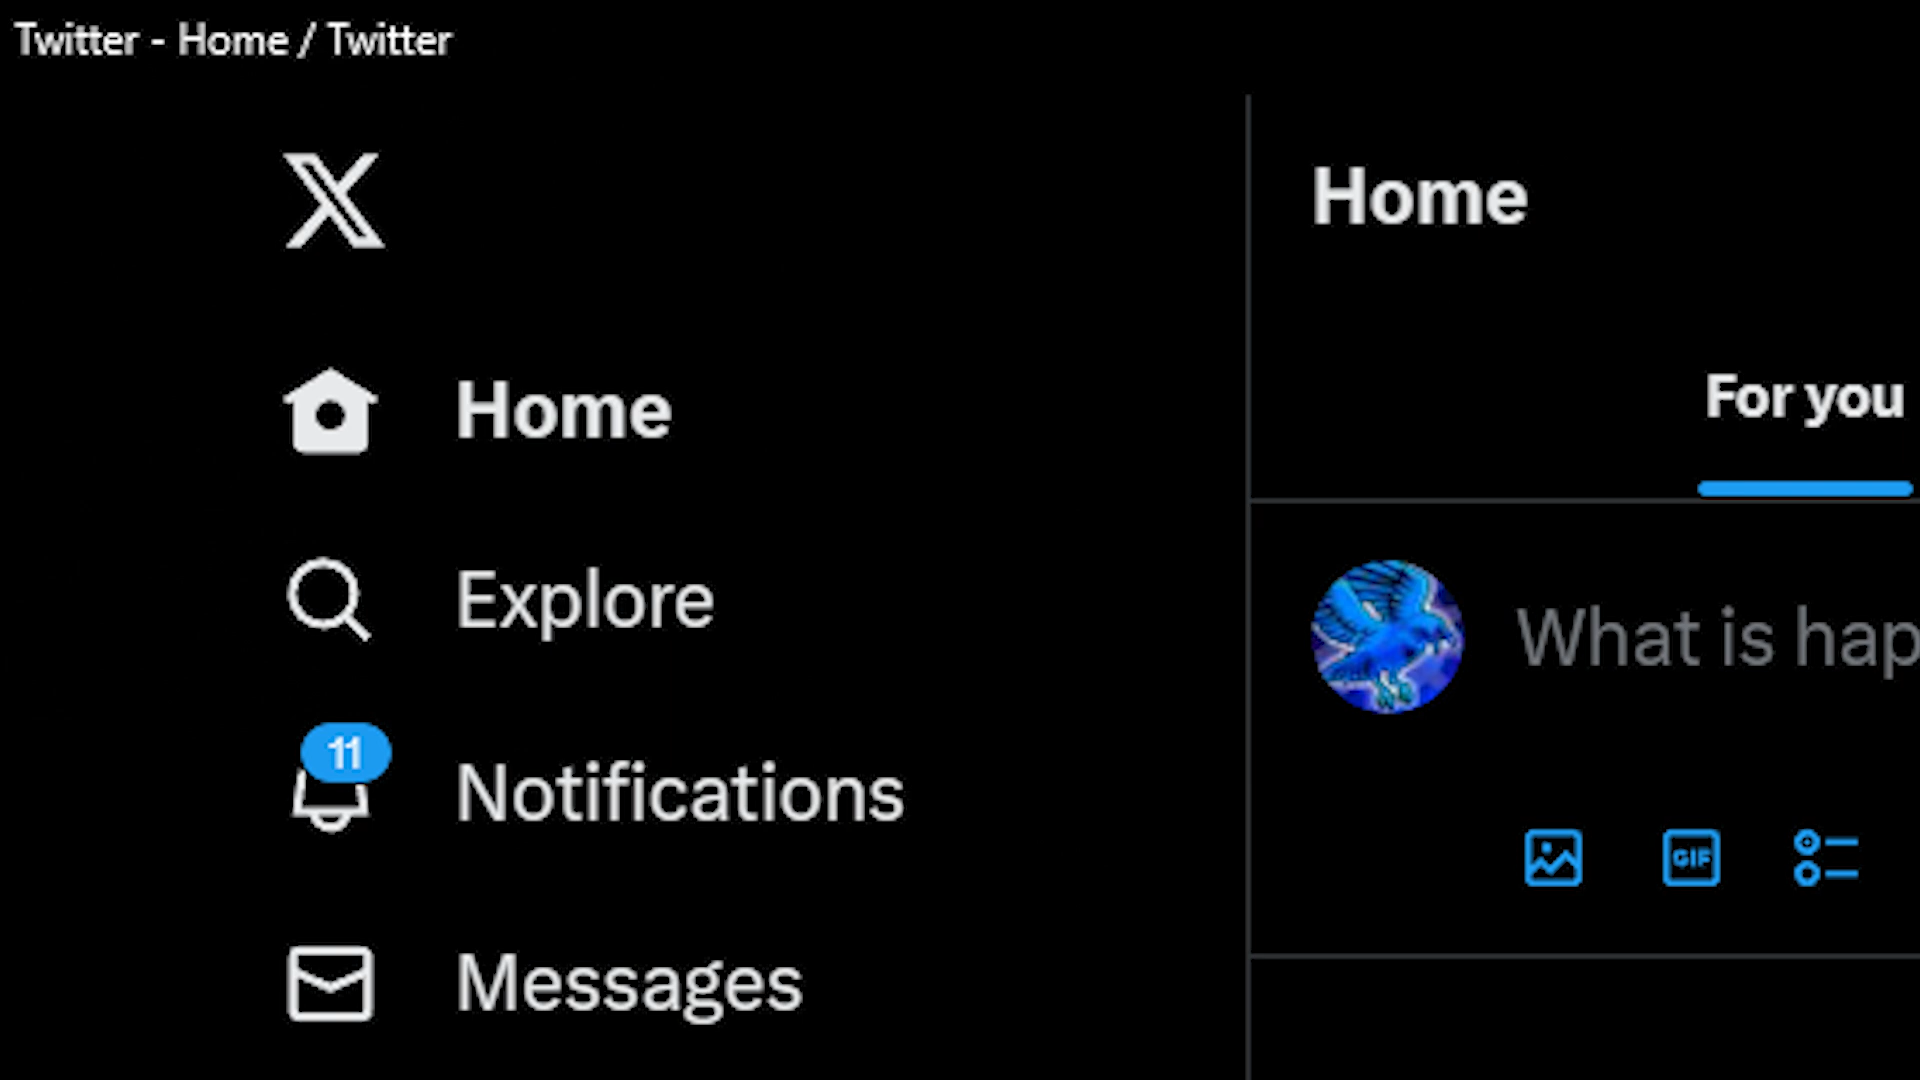 Twitter - Home / Twitter
X
Home
Explore
11
Notifications
Messages
Home
For you
What is hap
GIF